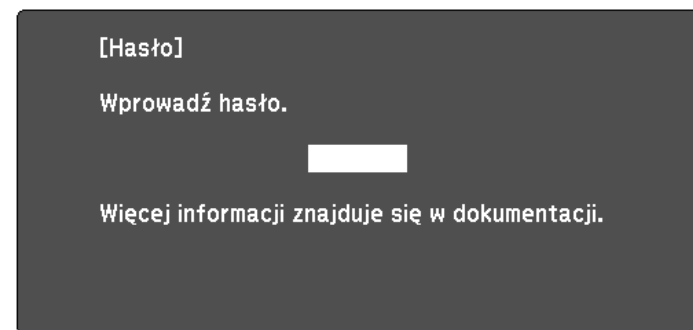 [Hasło]
Wprowadź hasło.
Więcej informacji znajduje się w dokumentacji.